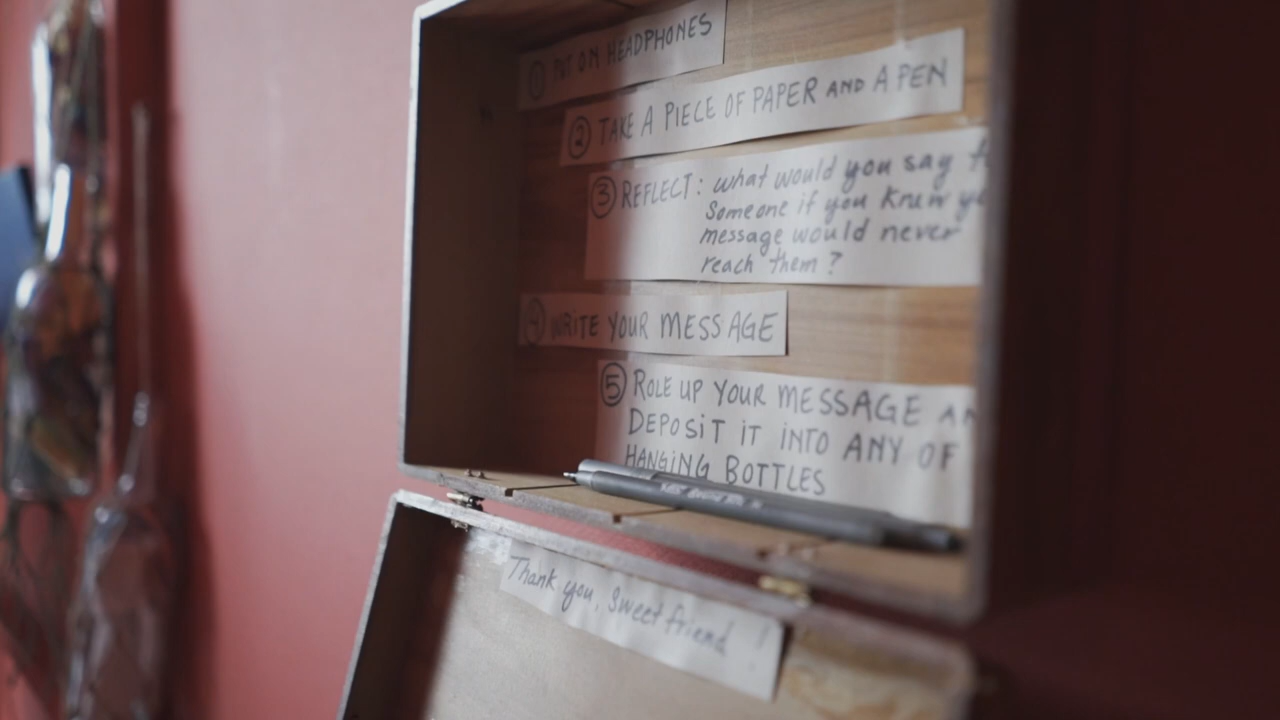 ① PUT ON HEADPHONES
② TAKE A PIECE OF PAPER AND A PEN
③ REFLECT: what would you say
someone if you knew
message would never
reach them?
④ WRITE YOUR MESSAGE
⑤ ROLE UP YOUR MESSAGE
DEPOSIT IT INTO ANY OF
HANGING BOTTLES
Thank you, sweet friend!